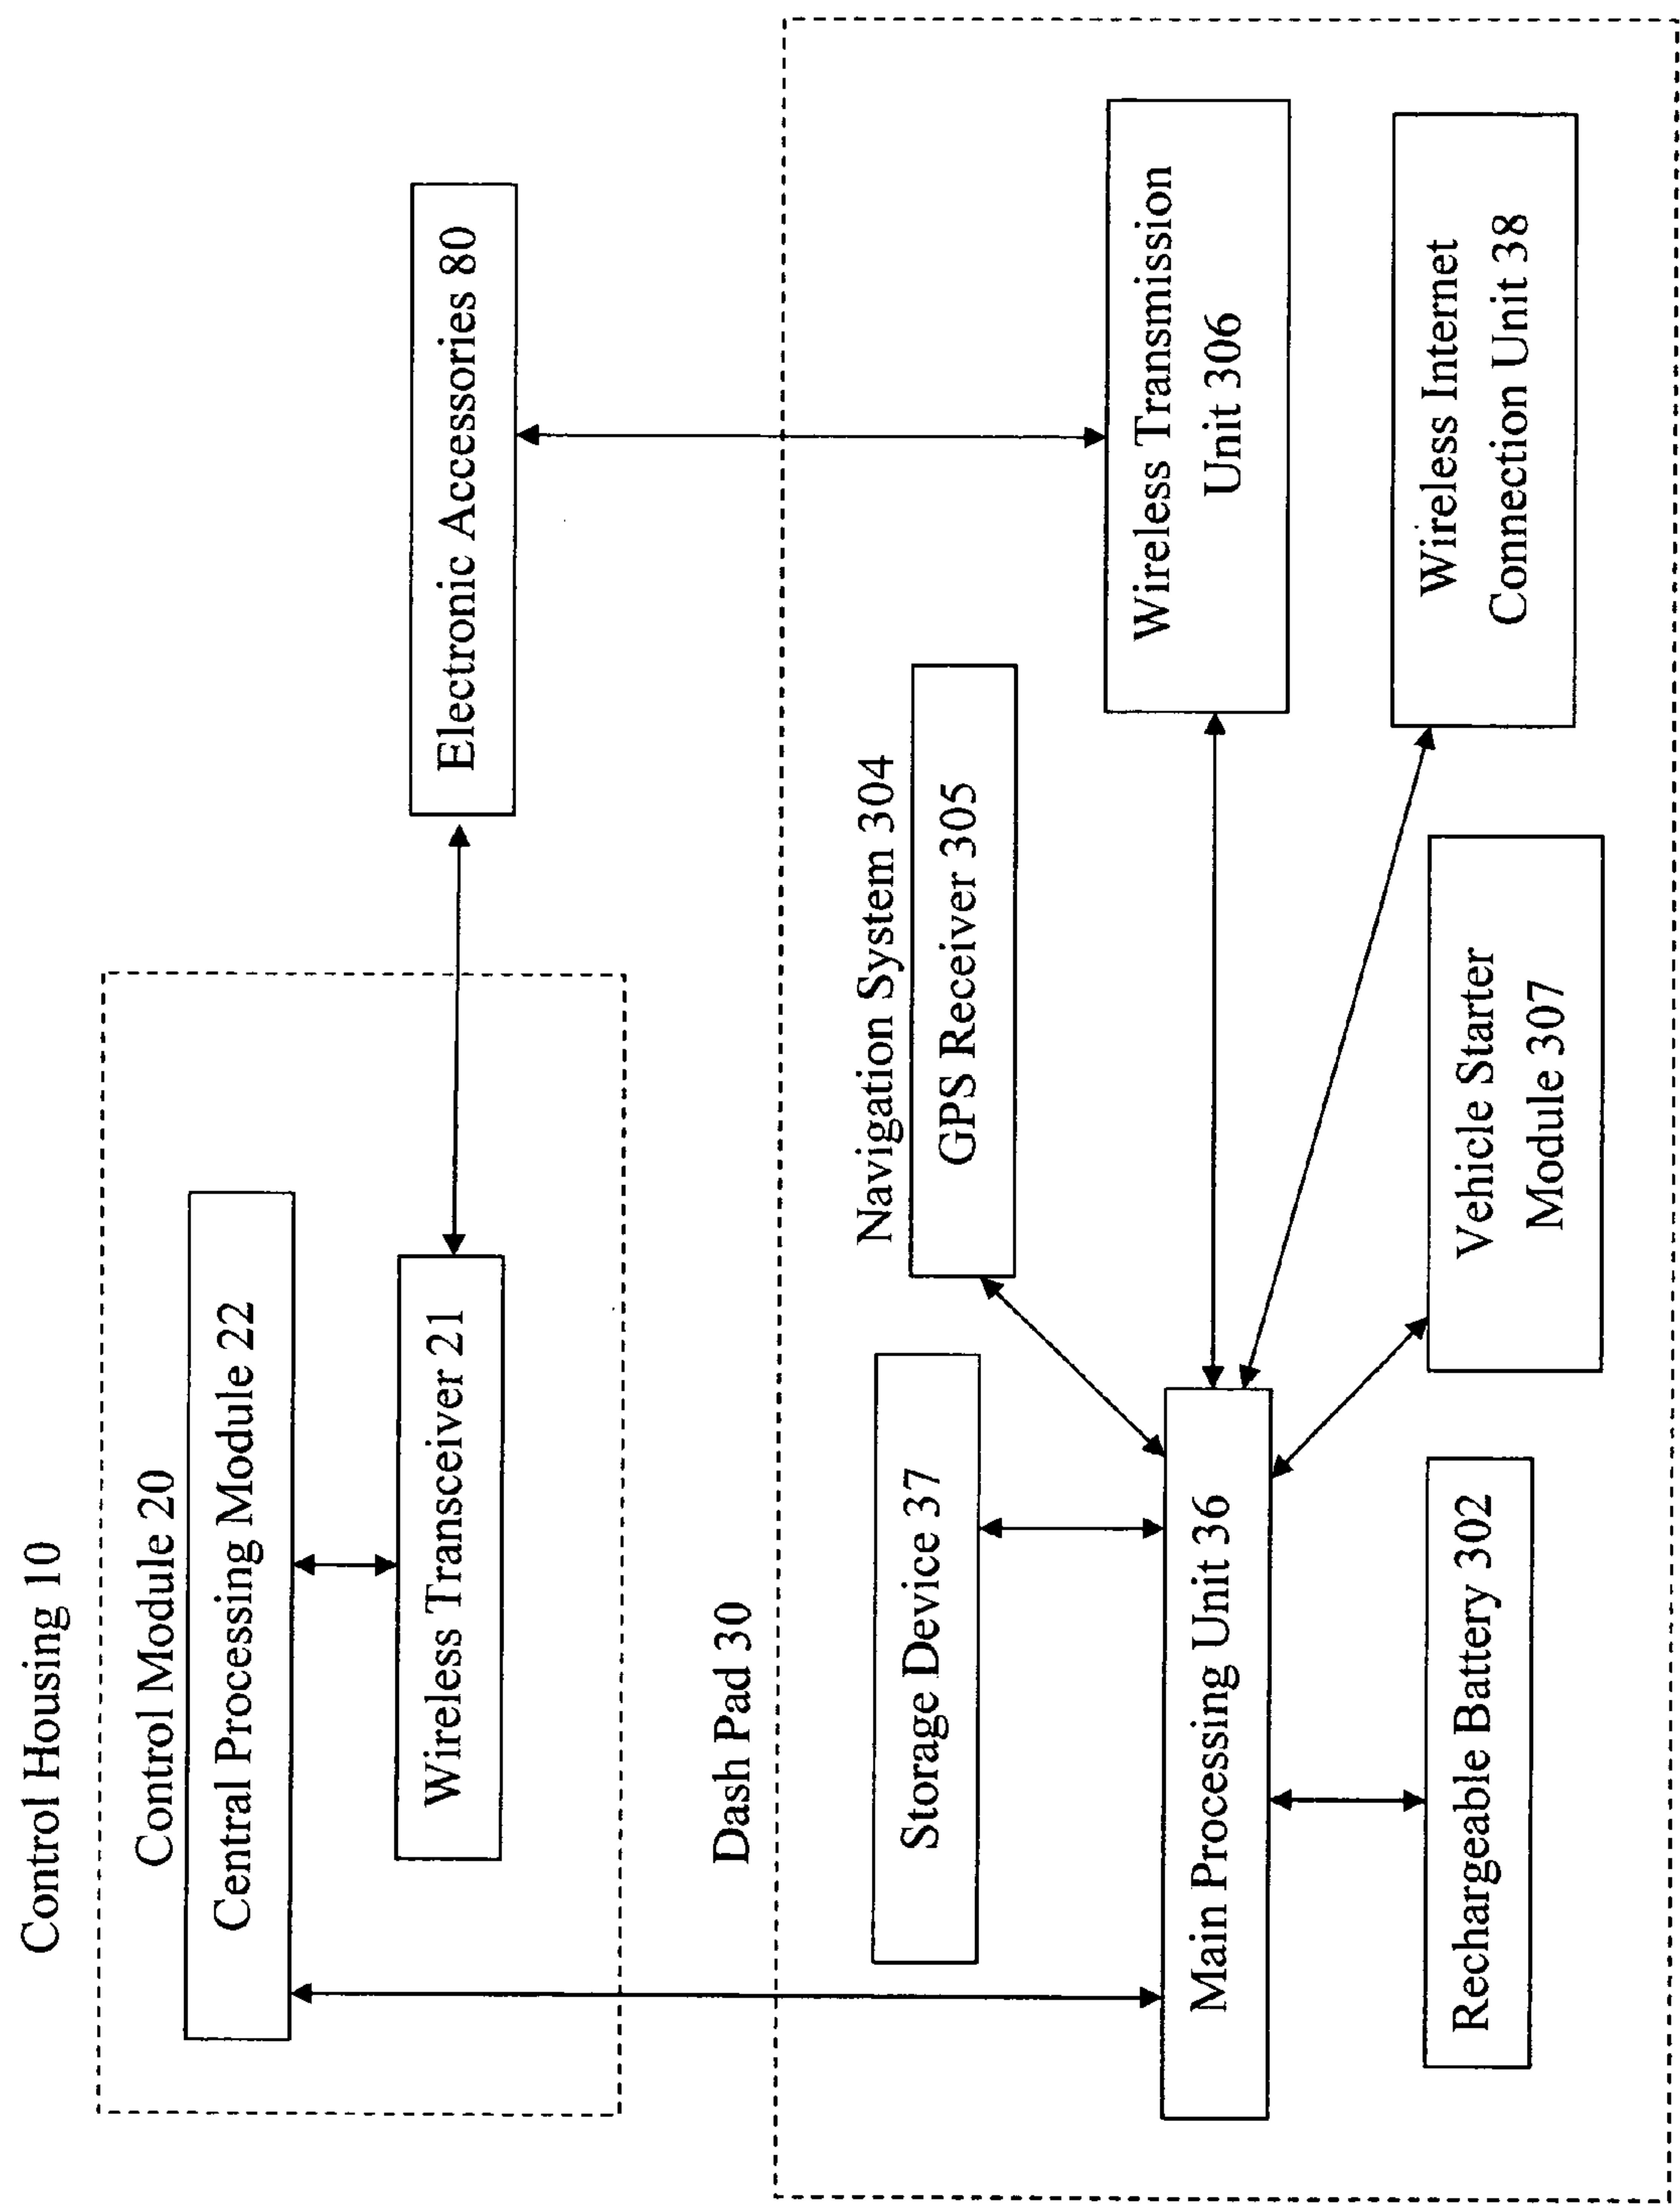 Control Housing 10
Control Module 20
Central Processing Module 22
Wireless Transceiver 21
Electronic Accessories 80
Dash Pad 30
Storage Device 37
Navigation System 304
GPS Receiver 305
Main Processing Unit 36
Wireless Transmission
Unit 306
Rechargeable Battery 302
Vehicle Starter
Module 307
Wireless Internet
Connection Unit 38